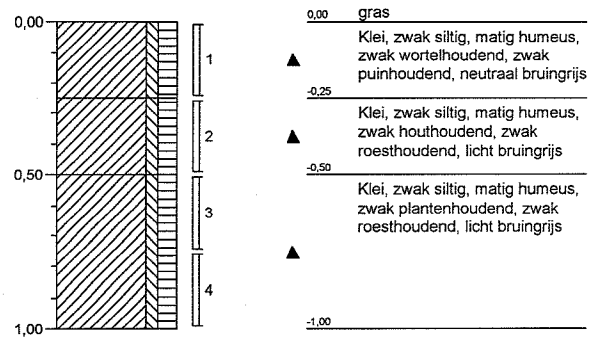 0,00
0,50
1,00
1
2
3
4
0,00 gras
Klei, zwak siltig, matig humeus,
zwak wortelhoudend, zwak
puinhoudend, neutraal bruingrijs
-0,25
Klei, zwak siltig, matig humeus,
zwak houthoudend, zwak
roesthoudend, licht bruingrijs
-0,50
Klei, zwak siltig, matig humeus,
zwak plantenhoudend, zwak
roesthoudend, licht bruingrijs
-1,00